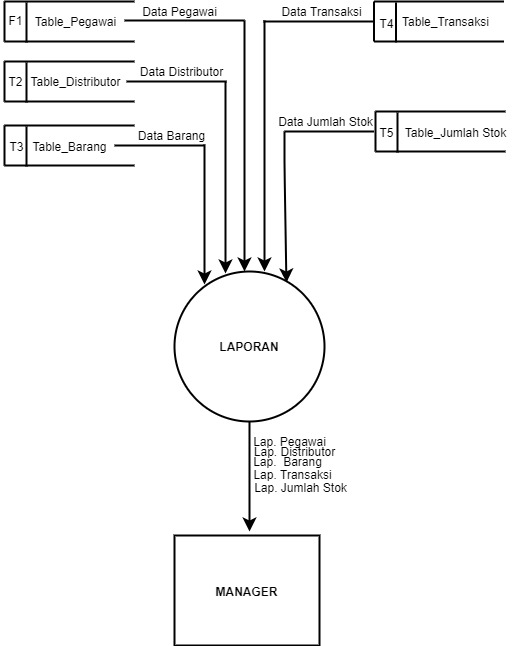 F1 Table_Pegawai
Data Pegawai
Data Transaksi
T4 Table_Transaksi
T2 Table_Distributor
Data Distributor
Data Jumlah Stok
T5 Table_Jumlah Stok
T3 Table_Barang
Data Barang
LAPORAN
Lap. Pegawai
Lap. Distributor
Lap. Barang
Lap. Transaksi
Lap. Jumlah Stok
MANAGER